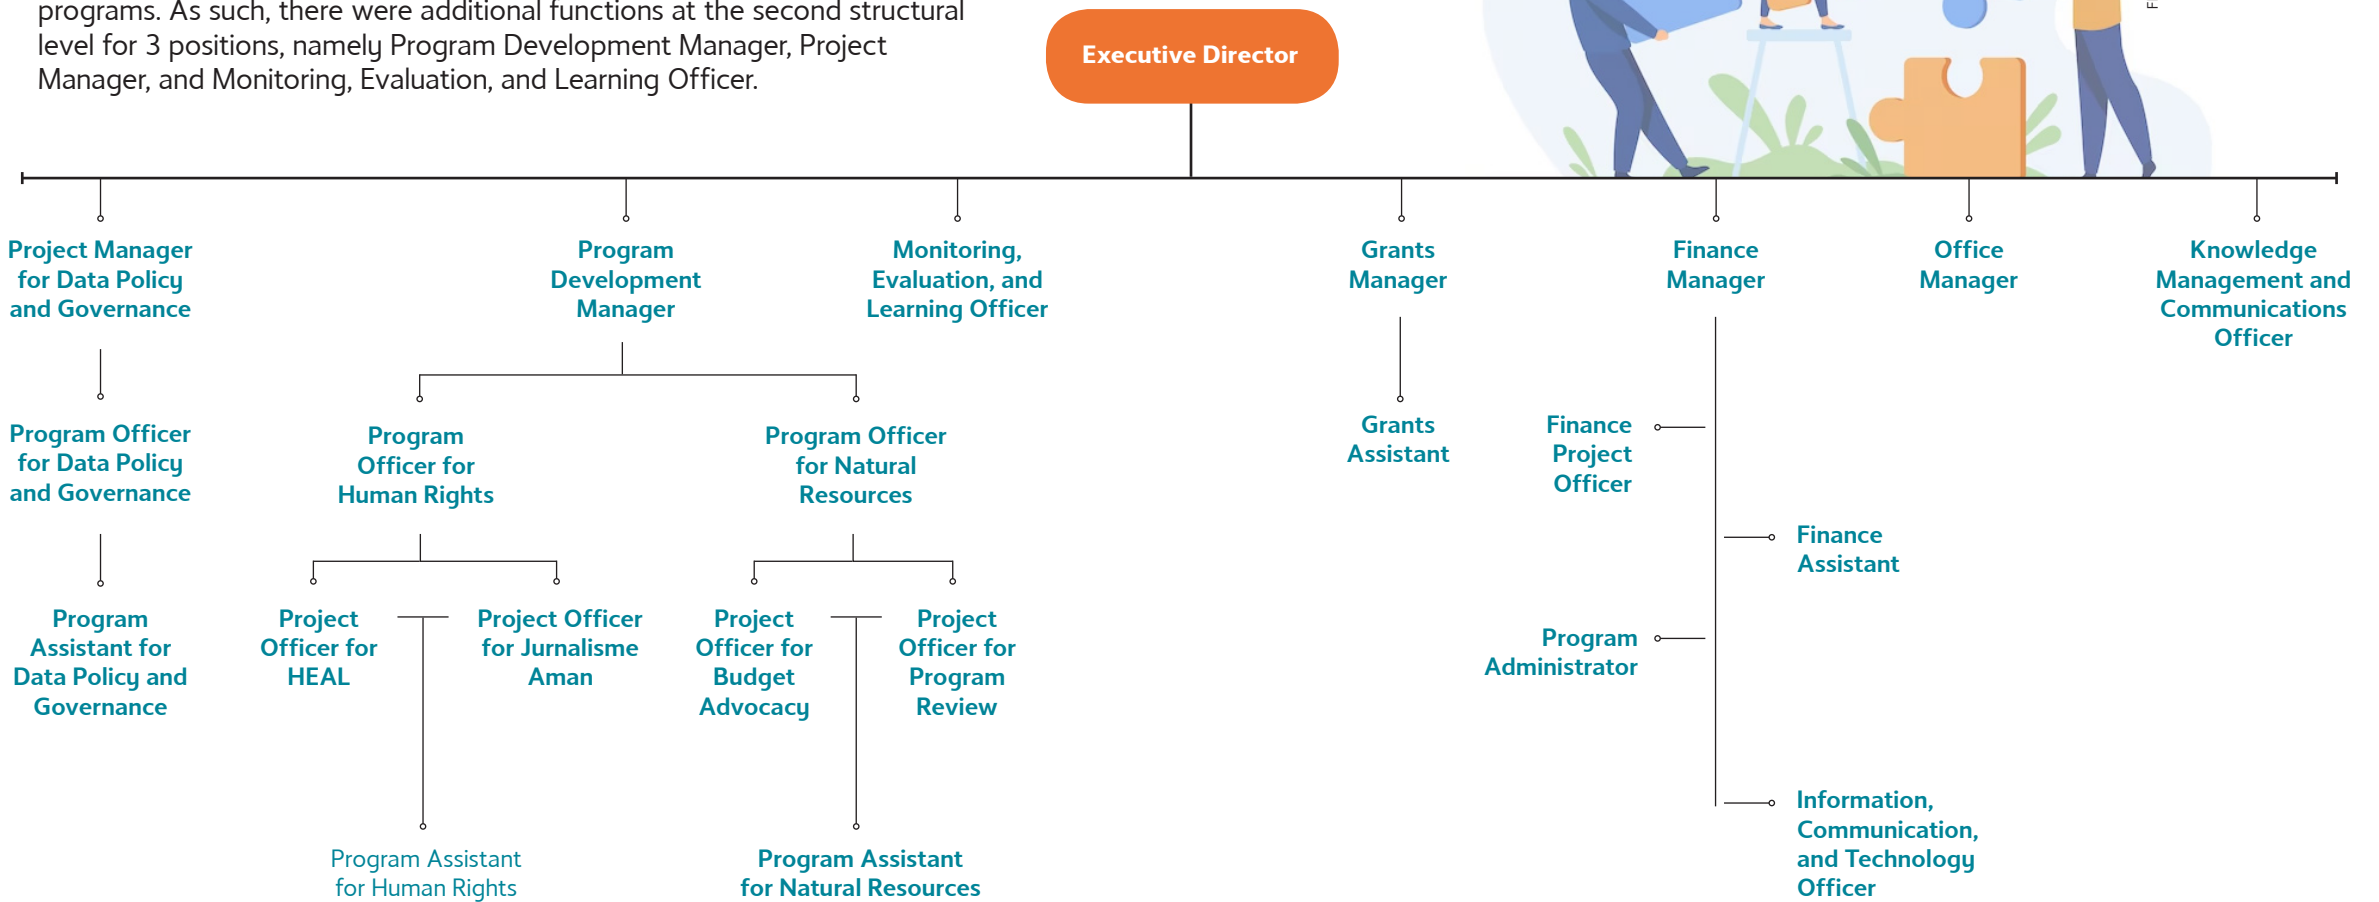 programs. As such, there were additional functions at the second structural
level for 3 positions, namely Program Development Manager, Project
Manager, and Monitoring, Evaluation, and Learning Officer.
Executive Director
Project Manager
for Data Policy
and Governance
Program
Development
Manager
Monitoring,
Evaluation, and
Learning Officer
Grants
Manager
Finance
Manager
Office
Manager
Knowledge
Management and
Communications
Officer
Program Officer
for Data Policy
and Governance
Program
Officer for
Human Rights
Program Officer
for Natural
Resources
Grants
Assistant
Finance
Project
Officer
Finance
Assistant
Program
Assistant for
Data Policy and
Governance
Project
Officer for
HEAL
Project Officer
for Jurnalisme
Aman
Project
Officer for
Budget
Advocacy
Project
Officer for
Program
Review
Program
Administrator
Information,
Communication,
and Technology
Officer
Program Assistant
for Human Rights
Program Assistant
for Natural Resources